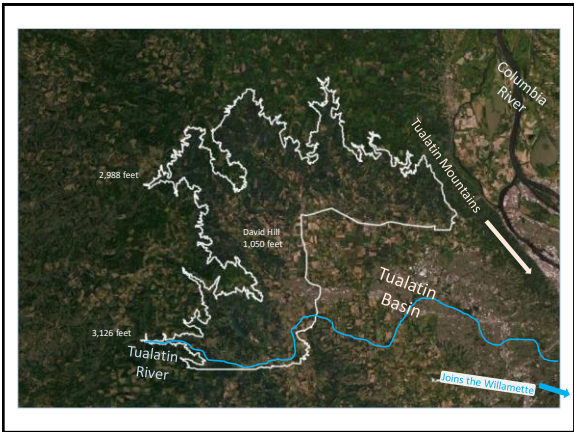 Columbia
River
Tualatin Mountains
2,988 feet
David Hill
1,050 feet
Tualatin
Basin
3,126 feet
Tualatin
River
Joins the Willamette